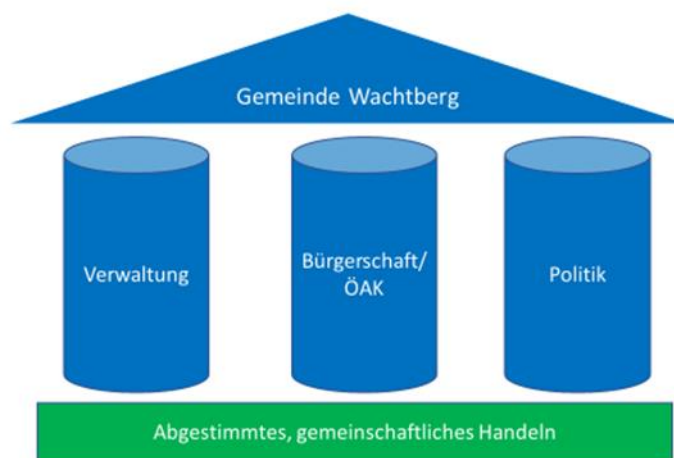 Gemeinde Wachtberg
Verwaltung
Bürgerschaft/
ÖAK
Politik
Abgestimmtes, gemeinschaftliches Handeln